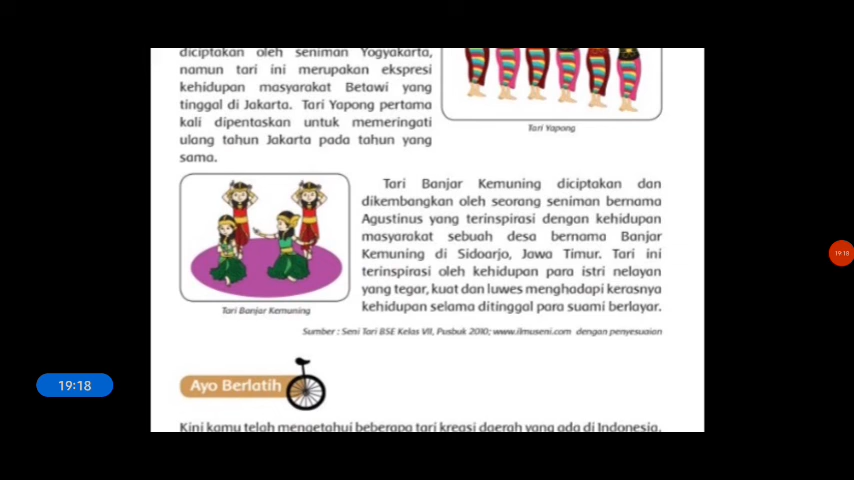 diciptakan oleh seniman Yogyakarta,
namun tari ini merupakan ekspresi
kehidupan masyarakat Betawi yang
tinggal di Jakarta. Tari Yapong pertama
kali dipentaskan untuk memeringati
ulang tahun Jakarta pada tahun yang
sama.
Tari Yapong
Tari Banjar Kemuning diciptakan dan
dikembangkan oleh seorang seniman bernama
Agustinus yang terinspirasi dengan kehidupan
masyarakat sebuah desa bernama Banjar
Kemuning di Sidoarjo, Jawa Timur. Tari ini
terinspirasi oleh kehidupan para istri nelayan
yang tegar, kuat dan luwes menghadapi kerasnya
kehidupan selama ditinggal para suami berlayar.
Tari Banjar Kemuning
Sumber : Seni Tari BSE Kelas VII, Pusbuk 2010; www.ilmuseni.com dengan penyesuaian
Ayo Berlatih
Kini kamu telah mengetahui beberapa tari kreasi daerah yang ada di Indonesia.
19:18
19:18